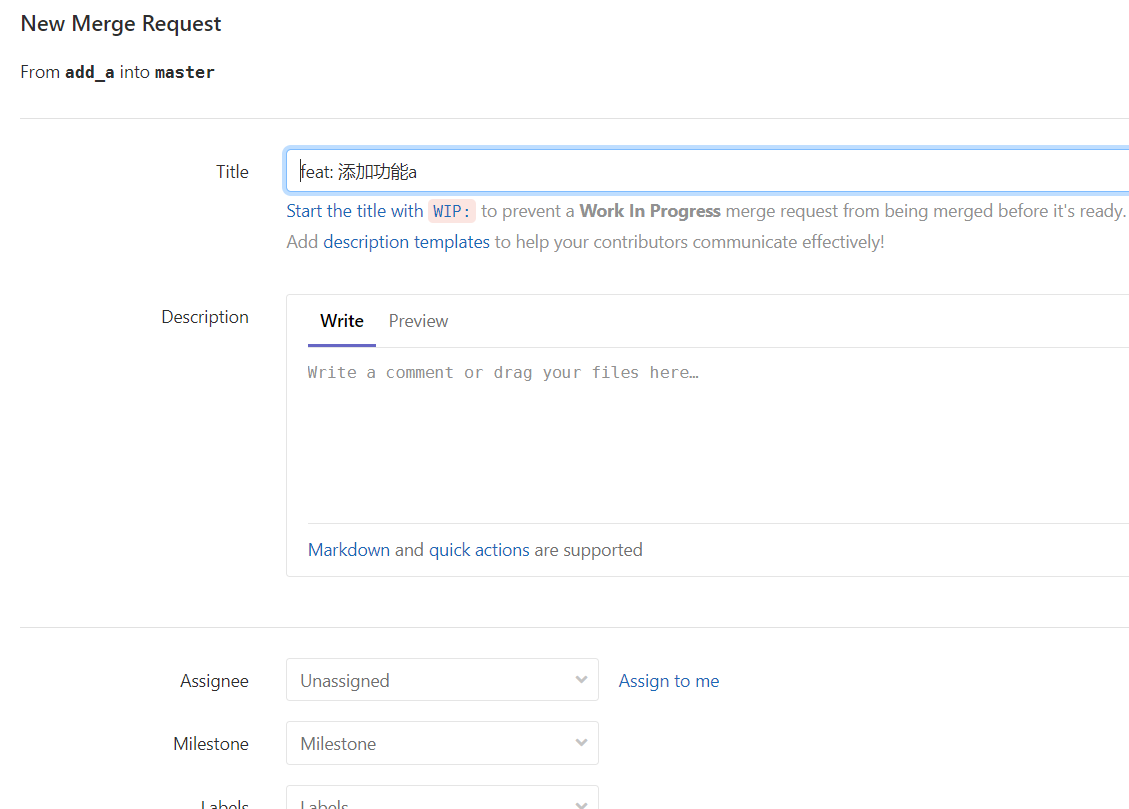 New Merge Request
From add_a into master
Title
feat: 添加功能a
Start the title with WIP: to prevent a Work In Progress merge request from being merged before it's ready.
Add description templates to help your contributors communicate effectively!
Description
Write Preview
Write a comment or drag your files here…
Markdown and quick actions are supported
Assignee Unassigned Assign to me
Milestone Milestone
Labels Labels